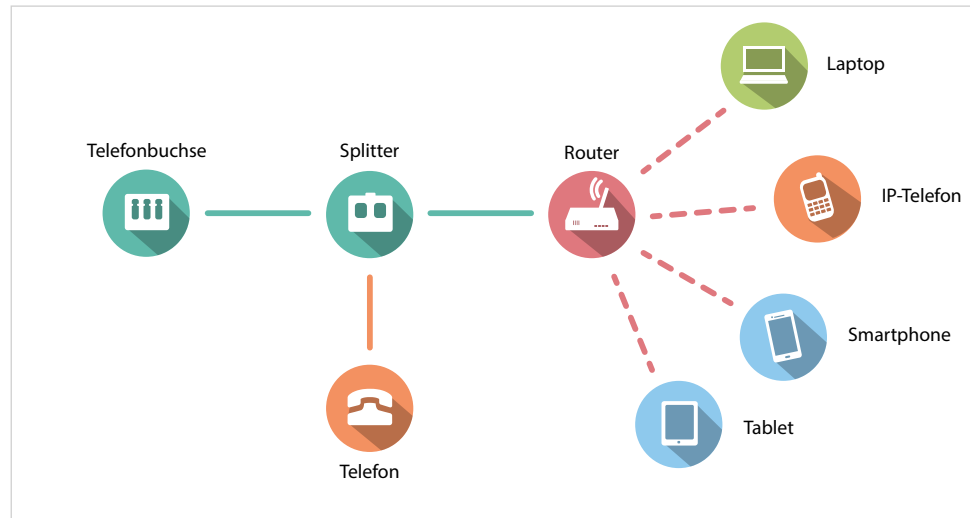 Laptop
Telefonbuchse
Splitter
Router
IP-Telefon
Smartphone
Tablet
Telefon